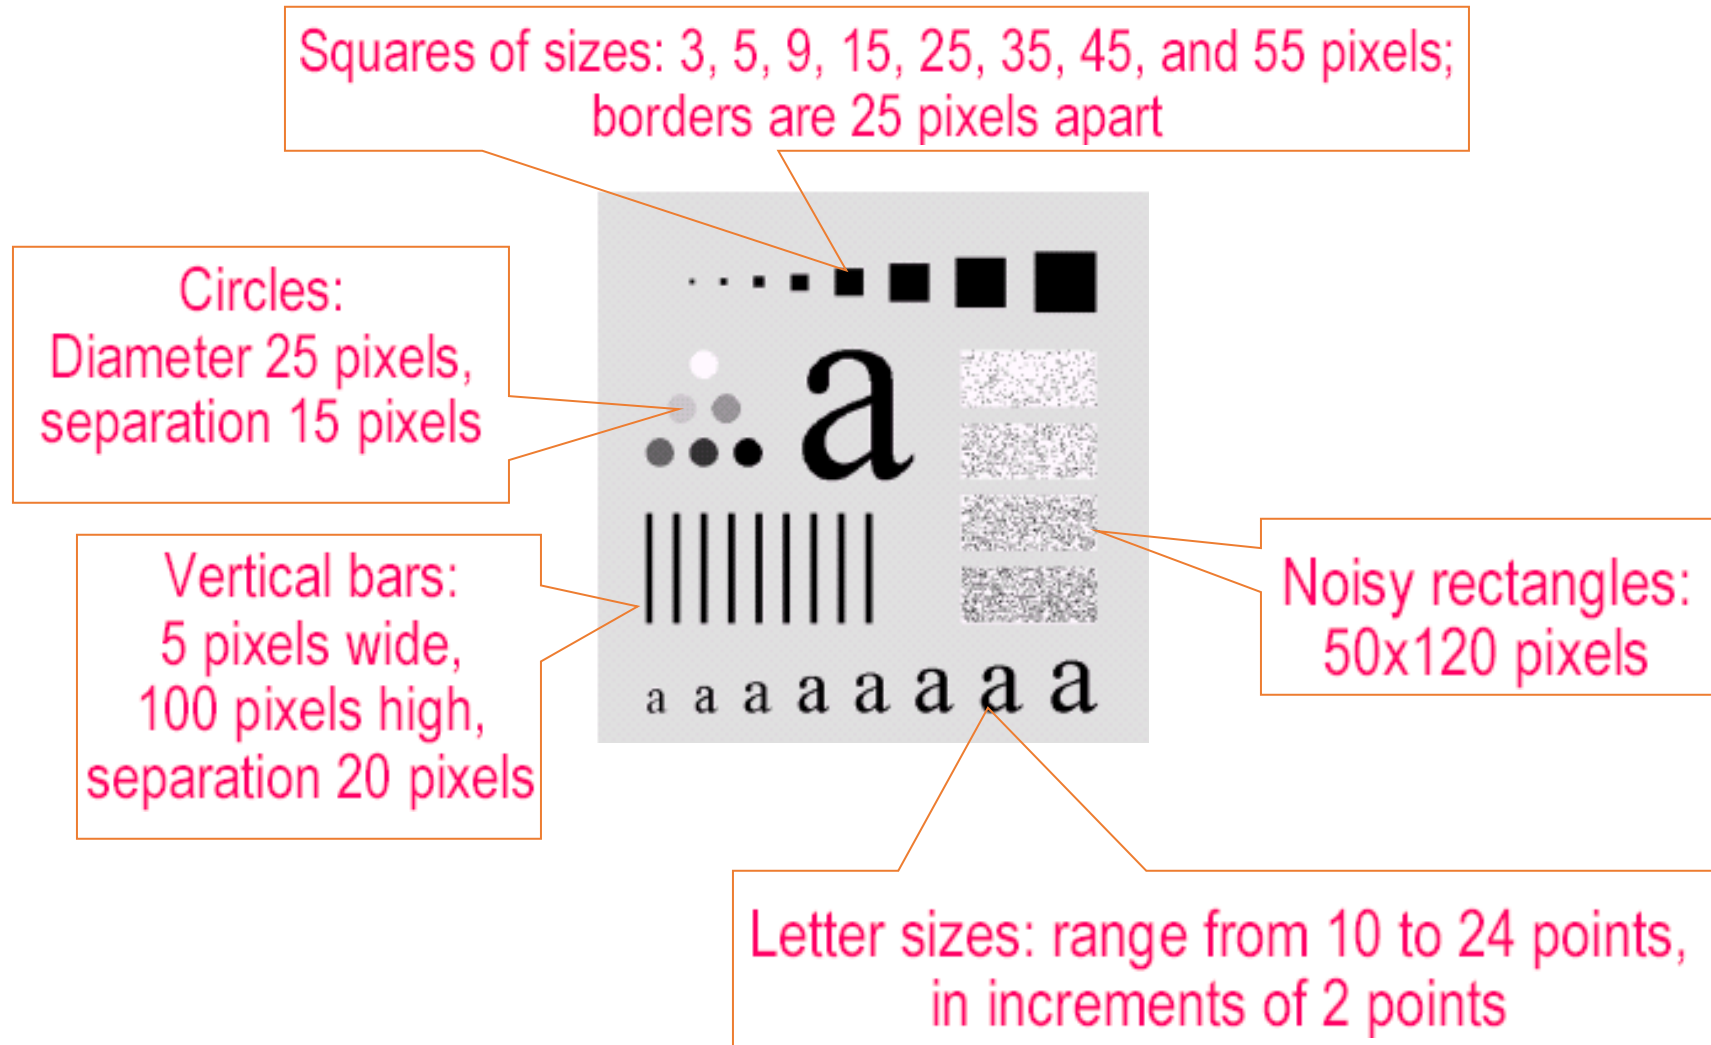 Squares of sizes: 3, 5, 9, 15, 25, 35, 45, and 55 pixels;
borders are 25 pixels apart
Circles:
Diameter 25 pixels,
separation 15 pixels
a
Vertical bars:
5 pixels wide,
100 pixels high,
separation 20 pixels
Noisy rectangles:
50x120 pixels
a a a a a a a a
Letter sizes: range from 10 to 24 points,
in increments of 2 points